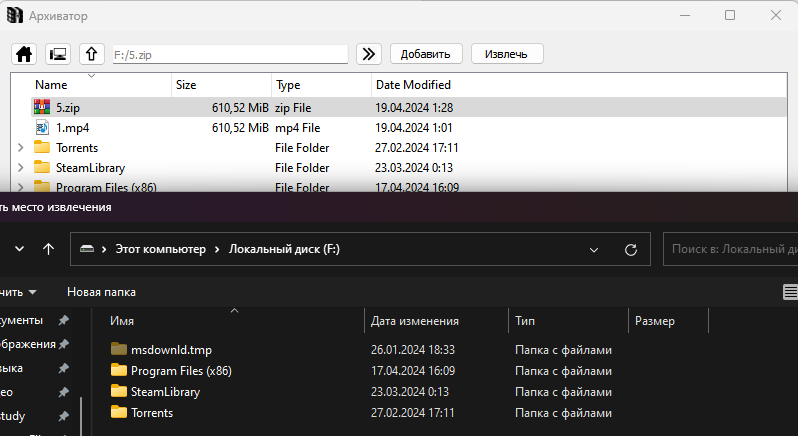 Архиватор
F:/5.zip Добавить Извлечь
Name Size Type Date Modified
5.zip 610,52 MiB zip File 19.04.2024 1:28
1.mp4 610,52 MiB mp4 File 19.04.2024 1:01
Torrents File Folder 27.02.2024 17:11
SteamLibrary File Folder 23.03.2024 0:13
Program Files (x86) File Folder 17.04.2024 16:09
ть место извлечения
Этот компьютер Локальный диск (F:) Поиск в: Локальный ди
чить Новая папка
Имя Дата изменения Тип Размер
кументы
ображения
зыка
ео
study
msdownld.tmp 26.01.2024 18:33 Папка с файлами
Program Files (x86) 17.04.2024 16:09 Папка с файлами
SteamLibrary 23.03.2024 0:13 Папка с файлами
Torrents 27.02.2024 17:11 Папка с файлами